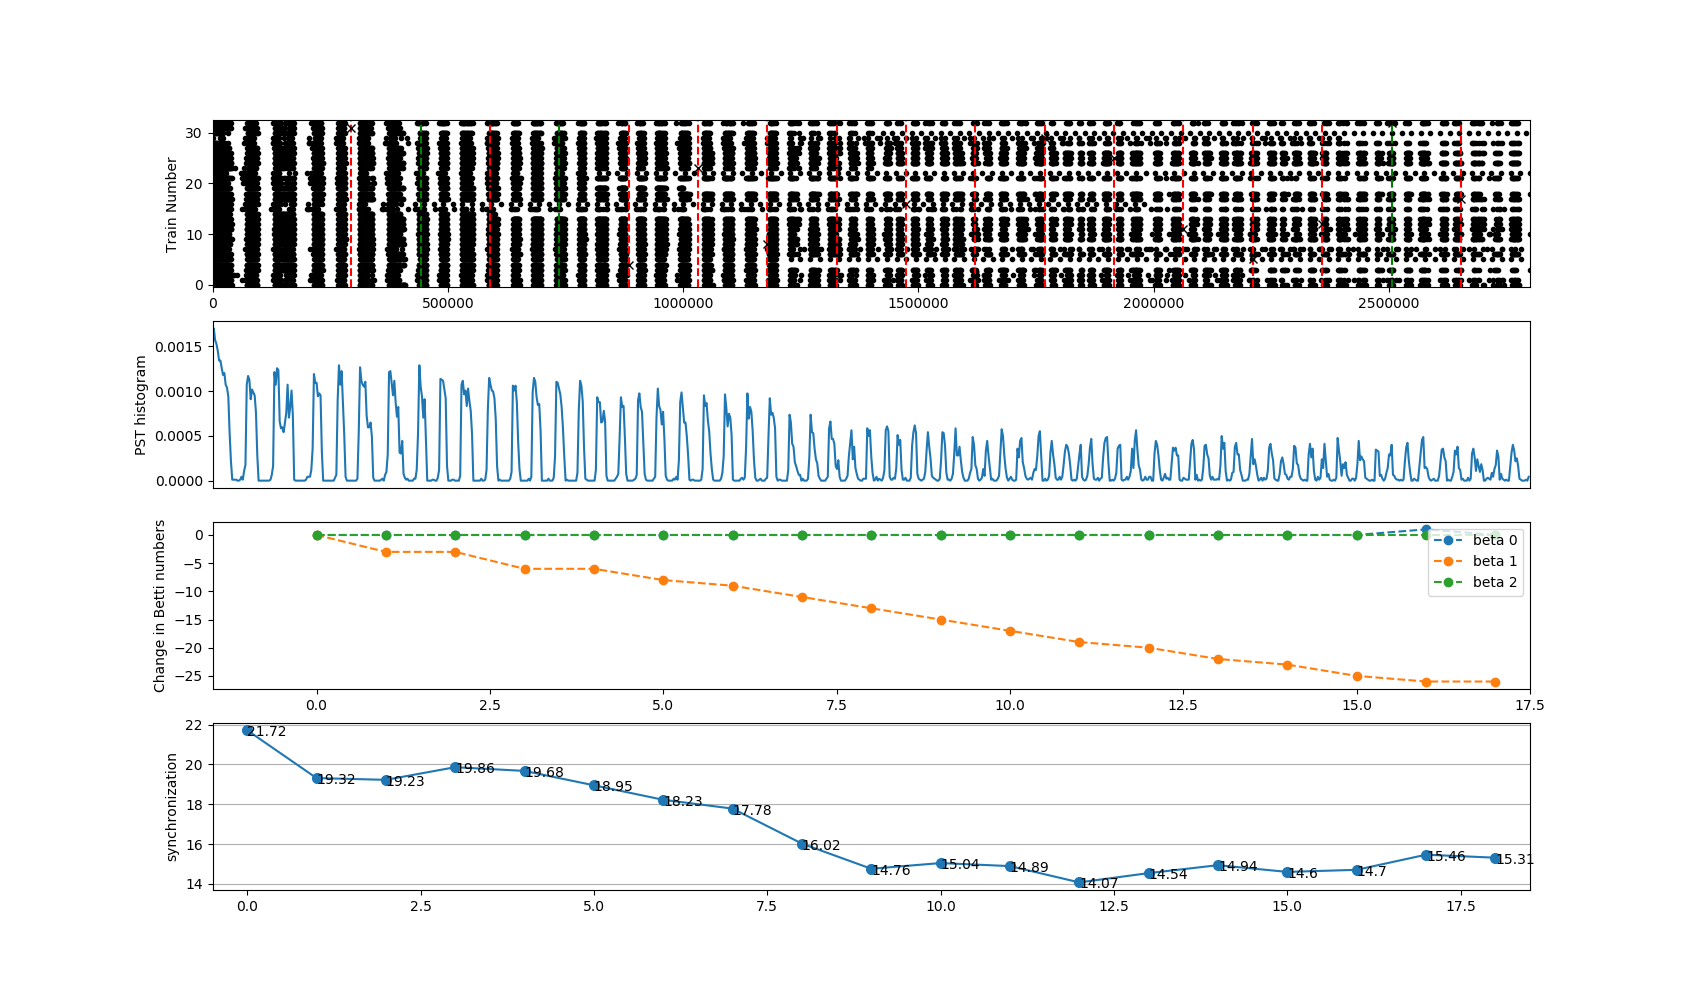 30
20
10
0
Train Number
0 500000 1000000 1500000 2000000 2500000
0.0015
0.0010
0.0005
0.0000
PST histogram
0
−5
−10
−15
−20
−25
Change in Betti numbers
beta 0
beta 1
beta 2
0.0 2.5 5.0 7.5 10.0 12.5 15.0 17.5
22
20
18
16
14
synchronization
21.72 19.32 19.23 19.86 19.68 18.95 18.23 17.78 16.02 14.76 15.04 14.89 14.07 14.54 14.94 14.6 14.7 15.46 15.31
0.0 2.5 5.0 7.5 10.0 12.5 15.0 17.5